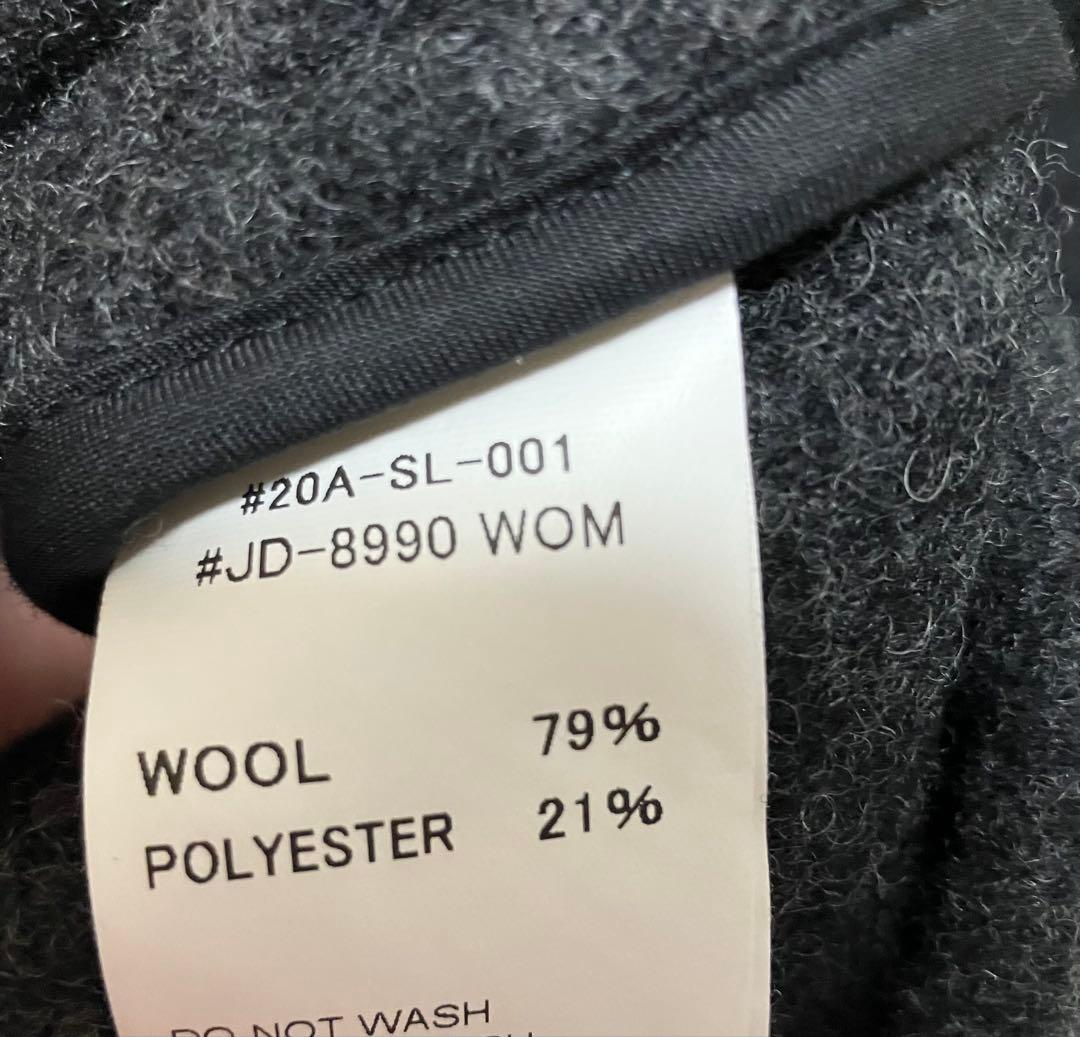 #20A-SL-001
#JD-8990 WOM
WOOL 79%
POLYESTER 21%
DO NOT WASH